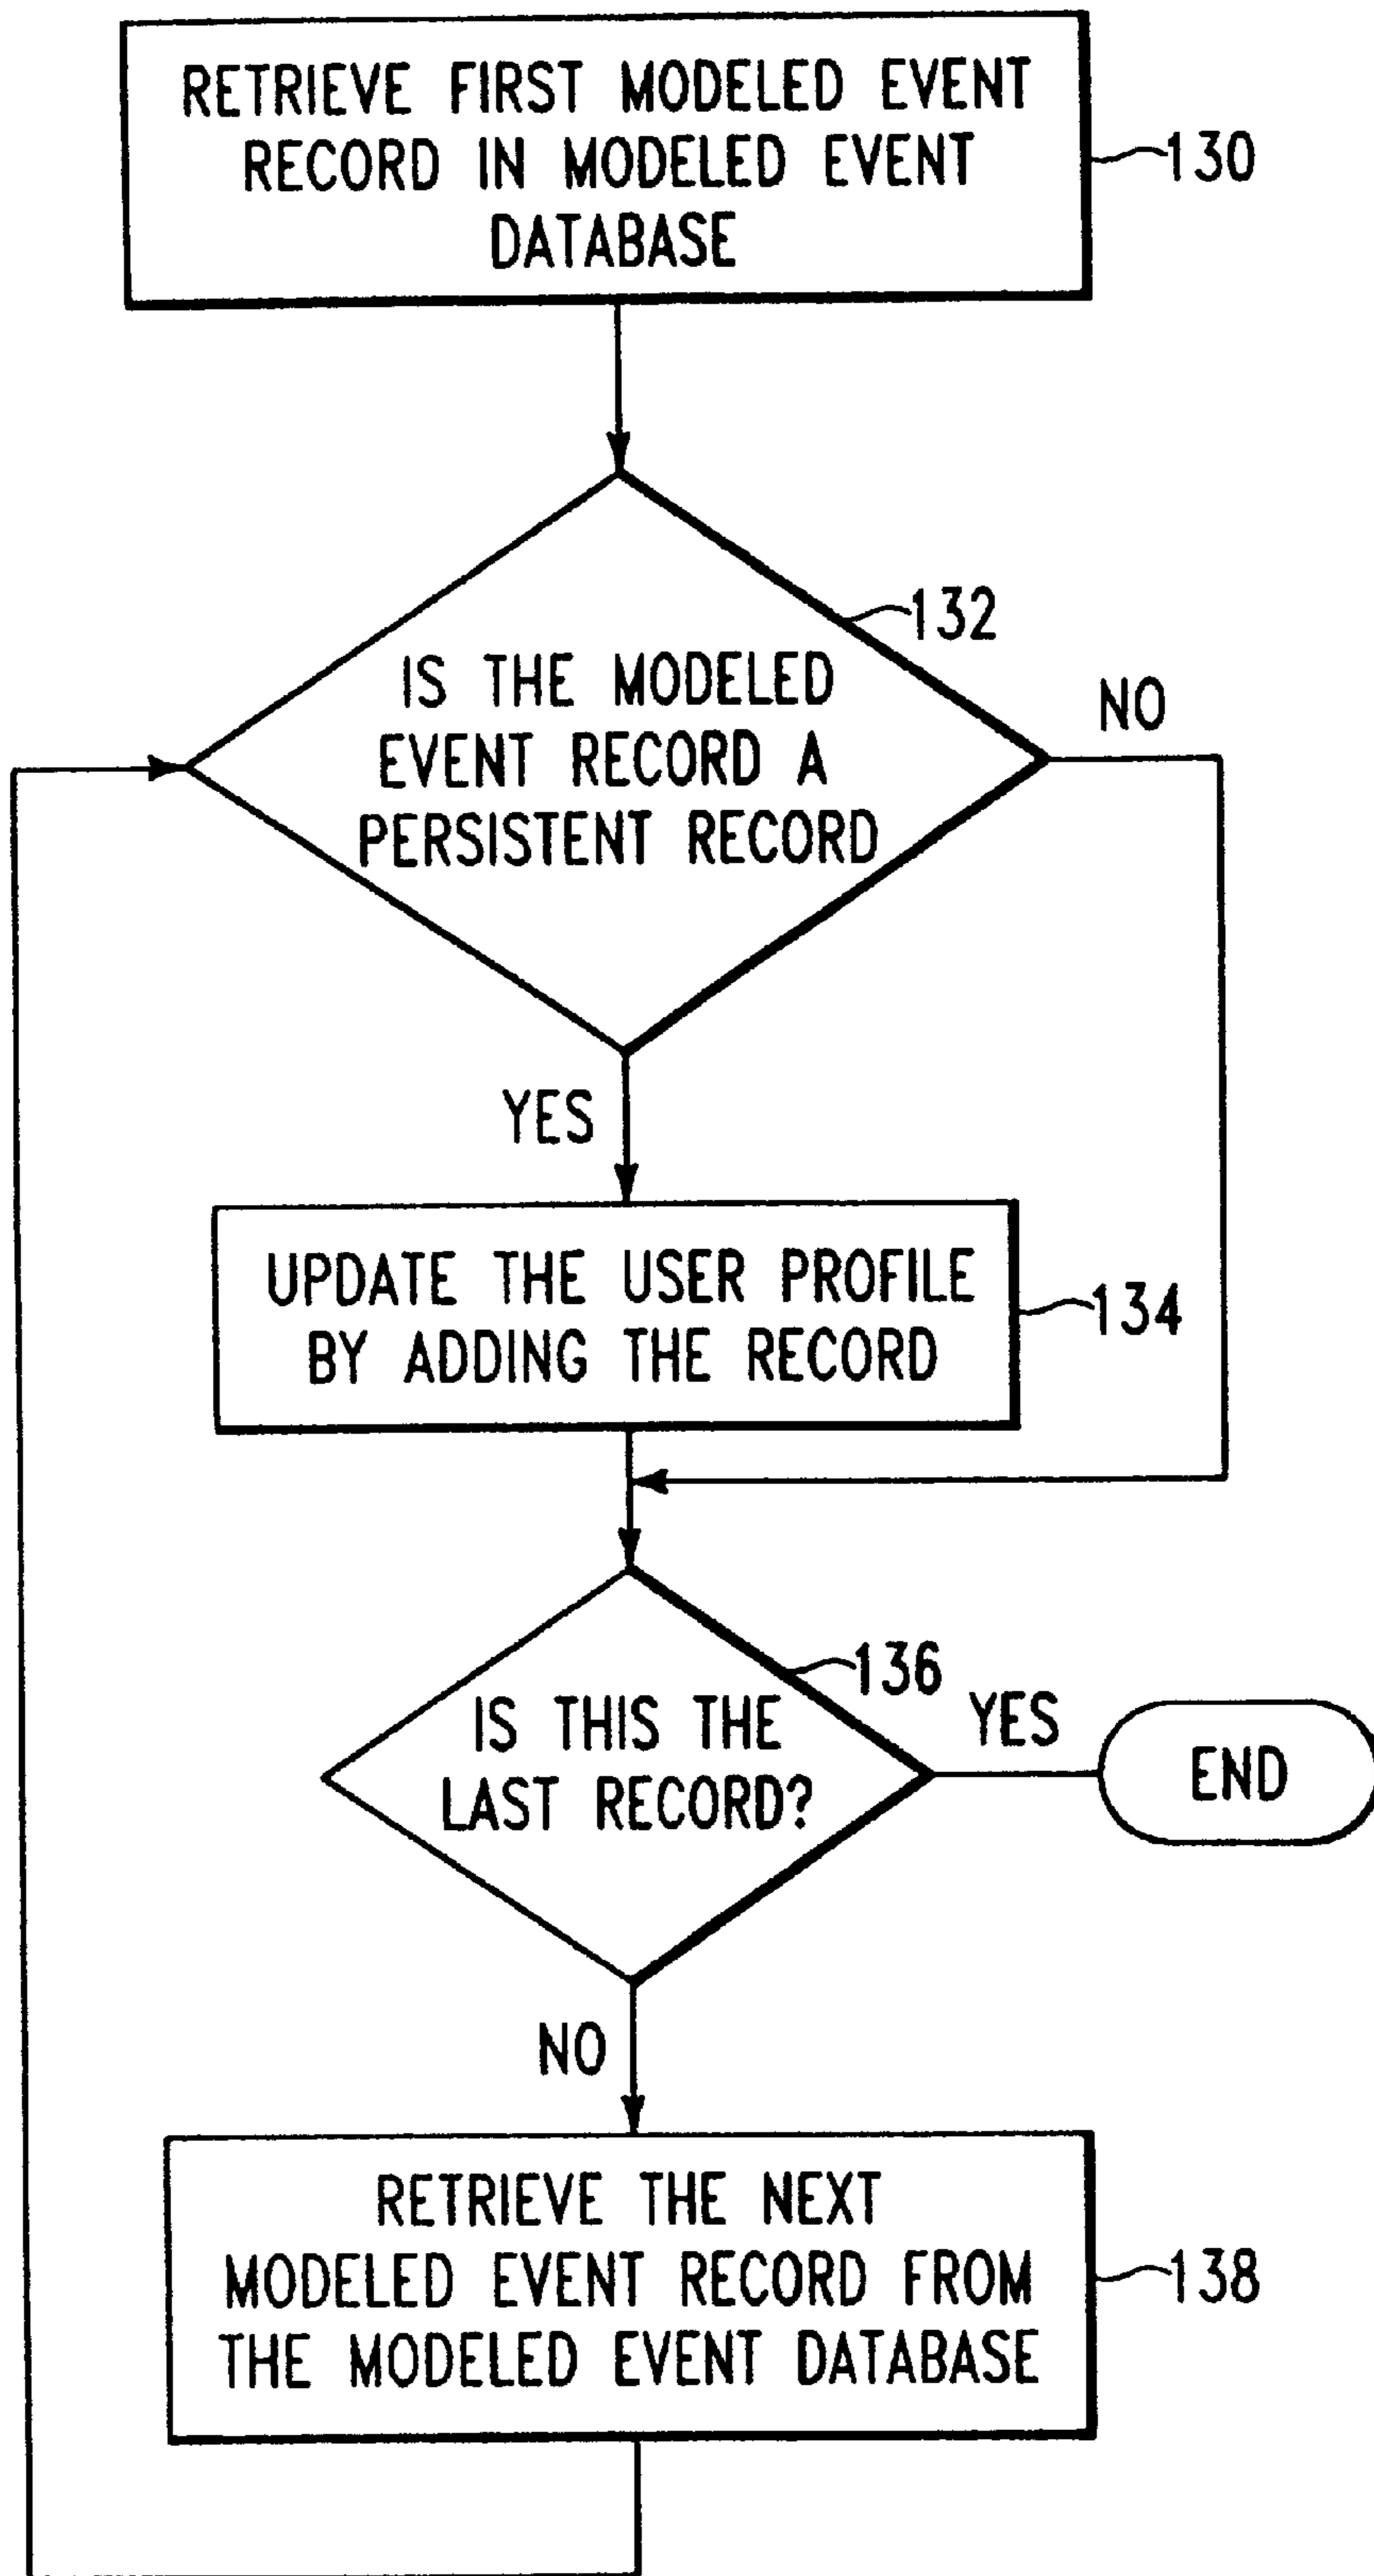 RETRIEVE FIRST MODELED EVENT
RECORD IN MODELED EVENT
DATABASE
130
132
IS THE MODELED
EVENT RECORD A
PERSISTENT RECORD
NO
YES
UPDATE THE USER PROFILE
BY ADDING THE RECORD
134
136
IS THIS THE
LAST RECORD?
YES
END
NO
RETRIEVE THE NEXT
MODELED EVENT RECORD FROM
THE MODELED EVENT DATABASE
138